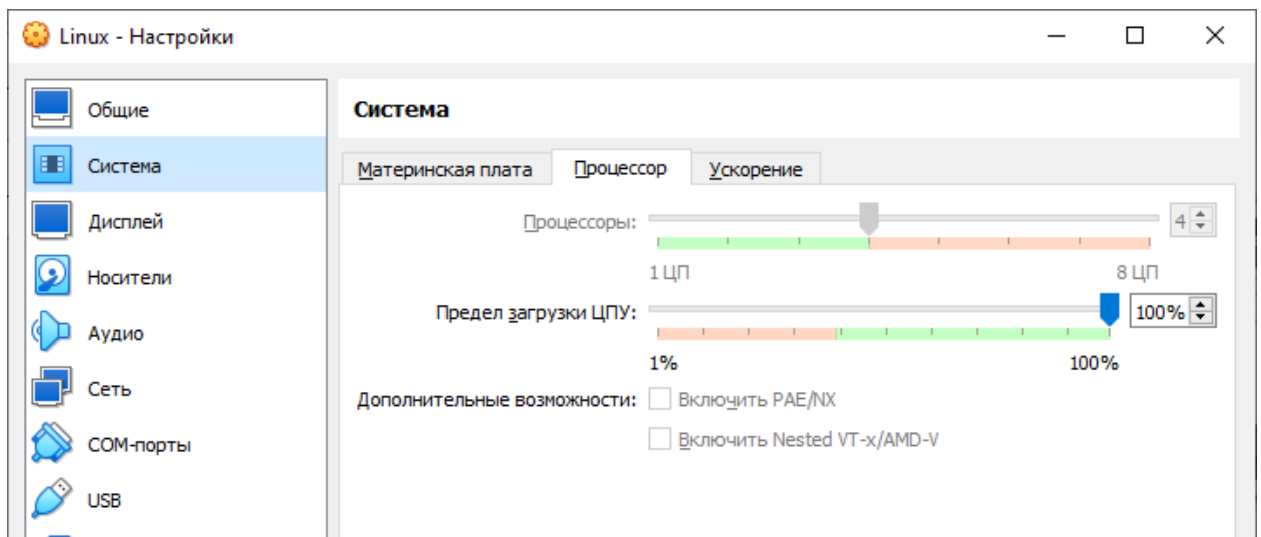 Linux - Настройки
Общие
Система
Дисплей
Носители
Аудио
Сеть
COM-порты
USB
Система
Материнская плата Процессор Ускорение
Процессоры: 4
1 ЦП 8 ЦП
Предел загрузки ЦПУ: 100%
1% 100%
Дополнительные возможности: Включить PAE/NX
Включить Nested VT-x/AMD-V